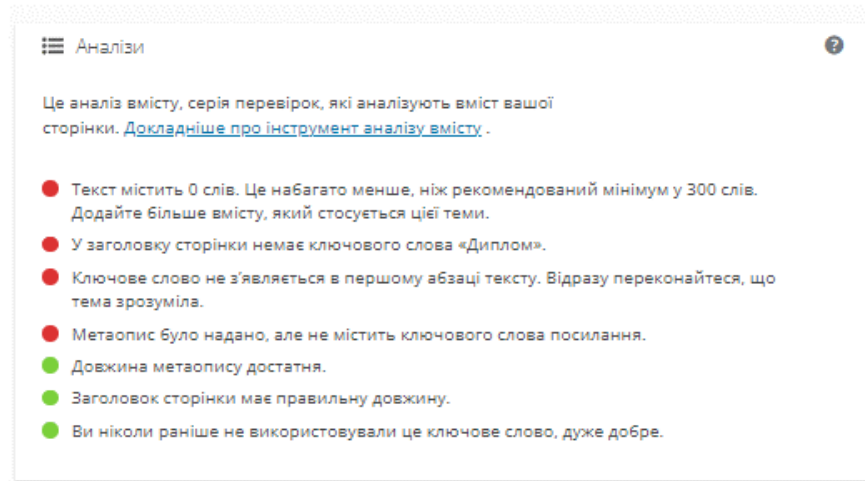 Аналізи
Це аналіз вмісту, серія перевірок, які аналізують вміст вашої
сторінки. Докладніше про інструмент аналізу вмісту .
Текст містить 0 слів. Це набагато менше, ніж рекомендований мінімум у 300 слів.
Додайте більше вмісту, який стосується цієї теми.
У заголовку сторінки немає ключового слова «Диплом».
Ключове слово не з’являється в першому абзаці тексту. Відразу переконайтеся, що
тема зрозуміла.
Метаопис було надано, але не містить ключового слова посилання.
Довжина метаопису достатня.
Заголовок сторінки має правильну довжину.
Ви ніколи раніше не використовували це ключове слово, дуже добре.